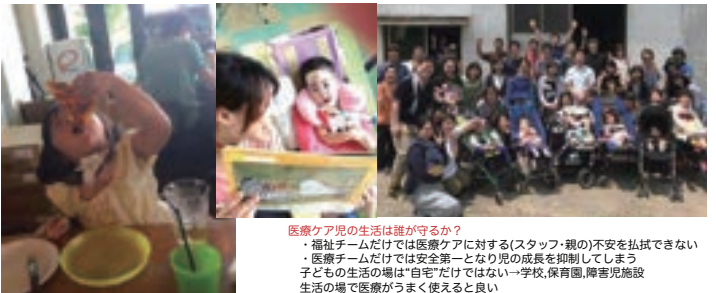 医療ケア児の生活は誰が守るか？
・福祉チームだけでは医療ケアに対する(スタッフ・親の)不安を払拭できない
・医療チームだけでは安全第一となり児の成長を抑制してしまう
子どもの生活の場は“自宅”だけではない→学校,保育園,障害児施設
生活の場で医療がうまく使えると良い